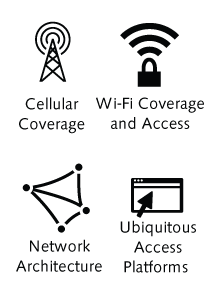 Cellular
Coverage
Wi-Fi Coverage
and Access
Network
Architecture
Ubiquitous
Access
Platforms